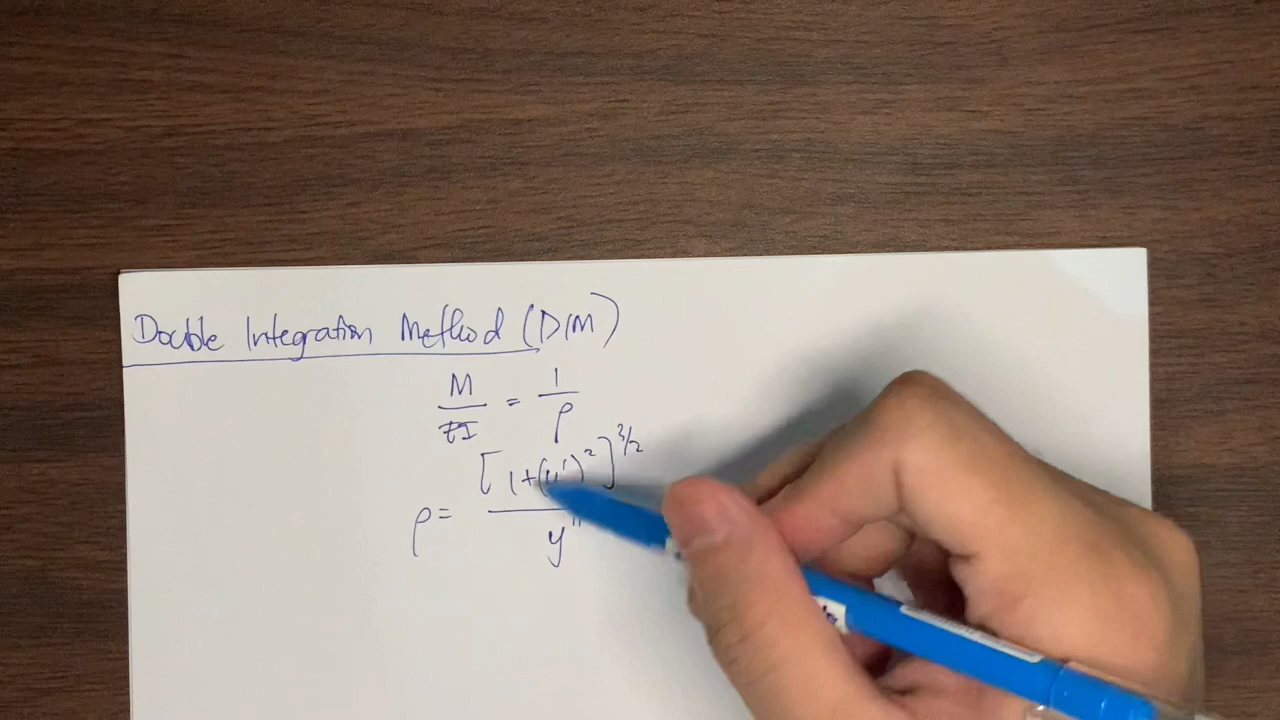 Double Integration Method (DIM)
M/EI = 1/ρ
ρ = [1+(y')²]^3/2 / y"